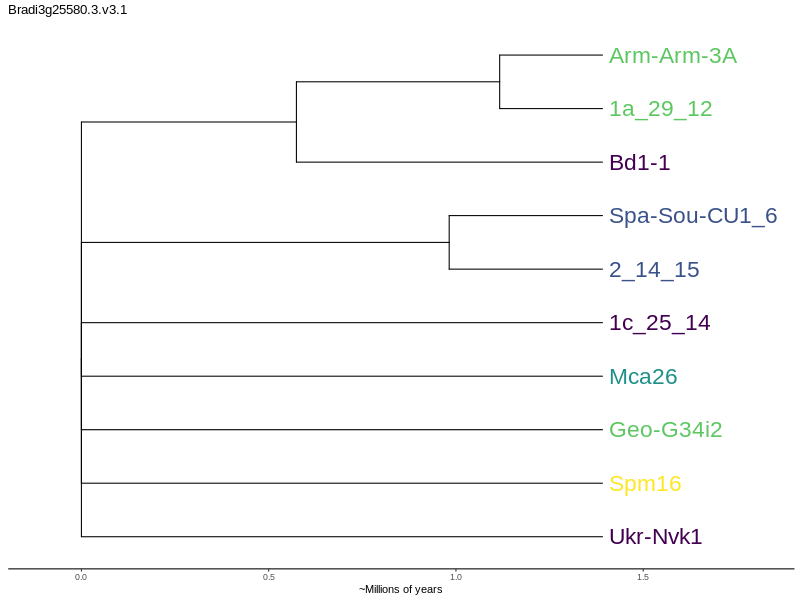 Bradi3g25580.3.v3.1
Arm-Arm-3A
1a_29_12
Bd1-1
Spa-Sou-CU1_6
2_14_15
1c_25_14
Mca26
Geo-G34i2
Spm16
Ukr-Nvk1
0.0 0.5 1.0 1.5
~Millions of years